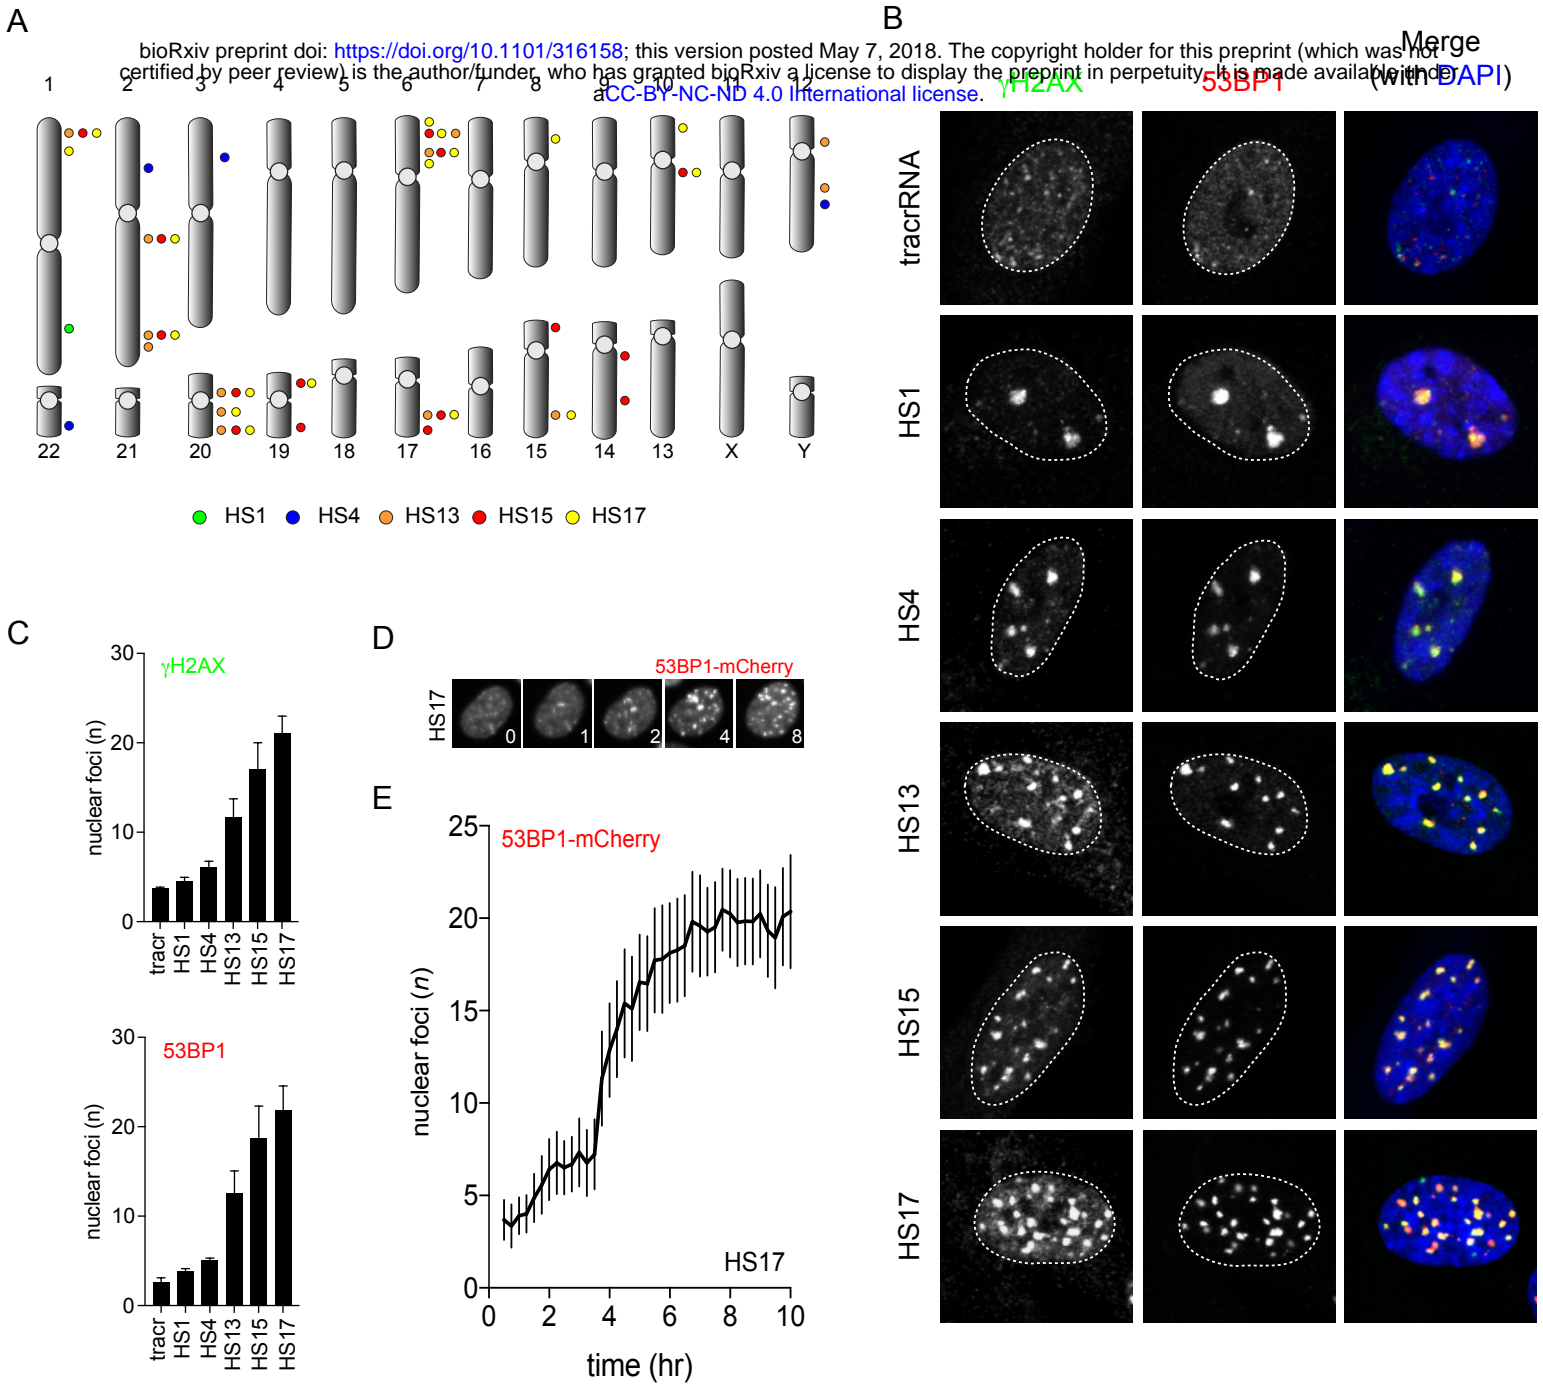 A
B
bioRxiv preprint doi: https://doi.org/10.1101/316158; this version posted May 7, 2018. The copyright holder for this preprint (which was not
certified by peer review) is the author/funder, who has granted bioRxiv a license to display the preprint in perpetuity. It is made available under
aCC-BY-NC-ND 4.0 International license.
1 2 3 4 5 6 7 8 9 10 11 12
γH2AX 53BP1 Merge
(with DAPI)
22 21 20 19 18 17 16 15 14 13 X Y
HS1 HS4 HS13 HS15 HS17
tracrRNA
HS1
HS4
HS13
HS15
HS17
C
30
20
10
0
nuclear foci (n)
γH2AX
tracr HS1 HS4 HS13 HS15 HS17
30
20
10
0
nuclear foci (n)
53BP1
tracr HS1 HS4 HS13 HS15 HS17
D
53BP1-mCherry
HS17
0 1 2 4 8
E
25
20
15
10
5
0
nuclear foci (n)
53BP1-mCherry
HS17
0 2 4 6 8 10
time (hr)